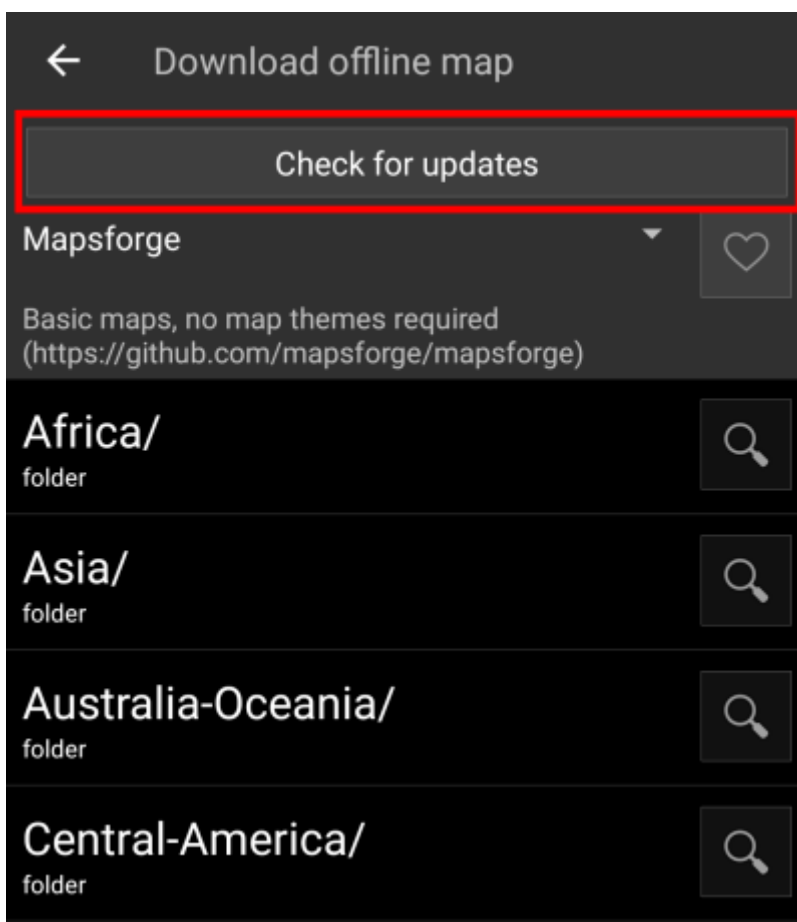 Download offline map
Check for updates
Mapsforge
Basic maps, no map themes required
(https://github.com/mapsforge/mapsforge)
Africa/
folder
Asia/
folder
Australia-Oceania/
folder
Central-America/
folder